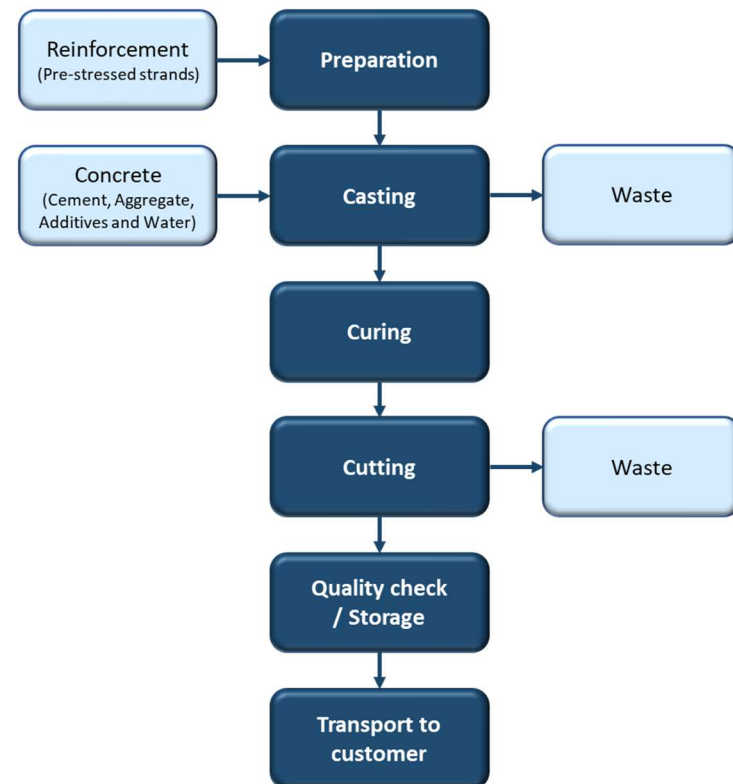 Reinforcement
(Pre-stressed strands)
Preparation
Concrete
(Cement, Aggregate,
Additives and Water)
Casting
Waste
Curing
Cutting
Waste
Quality check
/ Storage
Transport to
customer